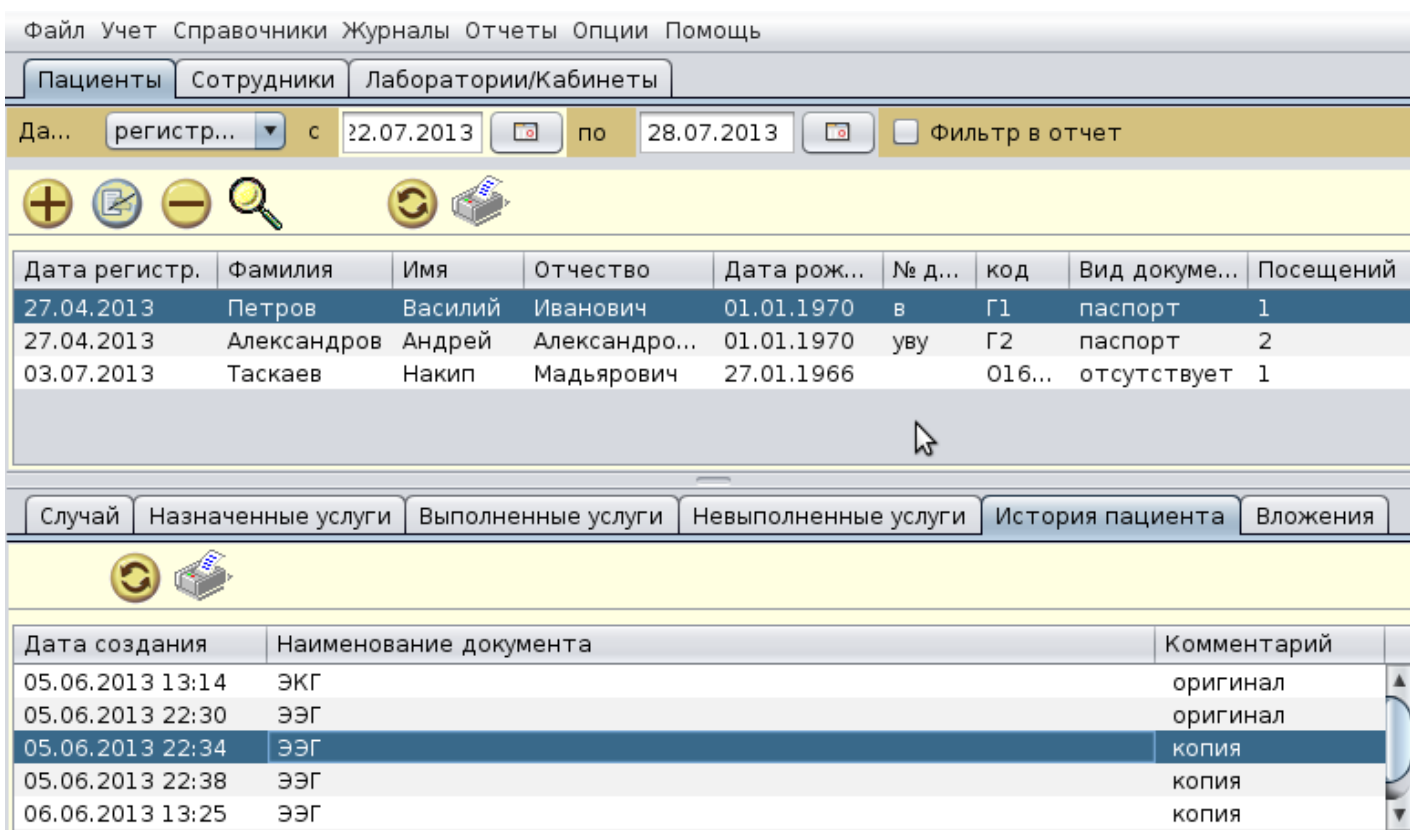 Файл Учет Справочники Журналы Отчеты Опции Помощь
Пациенты Сотрудники Лаборатории/Кабинеты
Да... регистр... с 22.07.2013 по 28.07.2013 Фильтр в отчет
Дата регистр. Фамилия Имя Отчество Дата рож... № д... код Вид докуме... Посещений
27.04.2013 Петров Василий Иванович 01.01.1970 в Г1 паспорт 1
27.04.2013 Александров Андрей Александро... 01.01.1970 уву Г2 паспорт 2
03.07.2013 Таскаев Накип Мадьярович 27.01.1966 О16... отсутствует 1
Случай Назначенные услуги Выполненные услуги Невыполненные услуги История пациента Вложения
Дата создания Наименование документа Комментарий
05.06.2013 13:14 ЭКГ оригинал
05.06.2013 22:30 ЭЭГ оригинал
05.06.2013 22:34 ЭЭГ копия
05.06.2013 22:38 ЭЭГ копия
06.06.2013 13:25 ЭЭГ копия